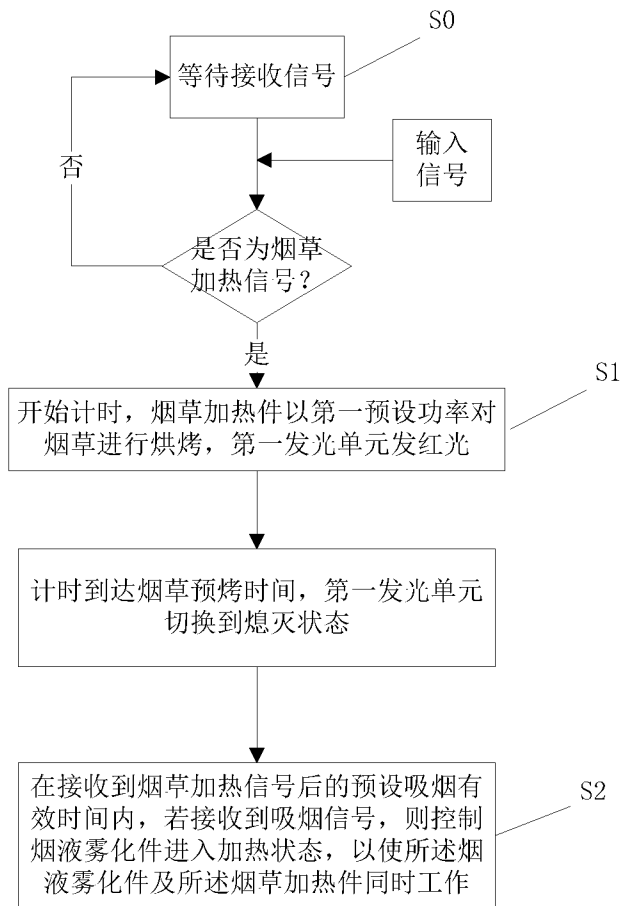 S0
等待接收信号
输入
信号
否
是否为烟草
加热信号?
是
S1
开始计时，烟草加热件以第一预设功率对
烟草进行烘烤，第一发光单元发红光
计时到达烟草预烤时间，第一发光单元
切换到熄灭状态
S2
在接收到烟草加热信号后的预设吸烟有
效时间内，若接收到吸烟信号，则控制
烟液雾化件进入加热状态，以使所述烟
液雾化件及所述烟草加热件同时工作